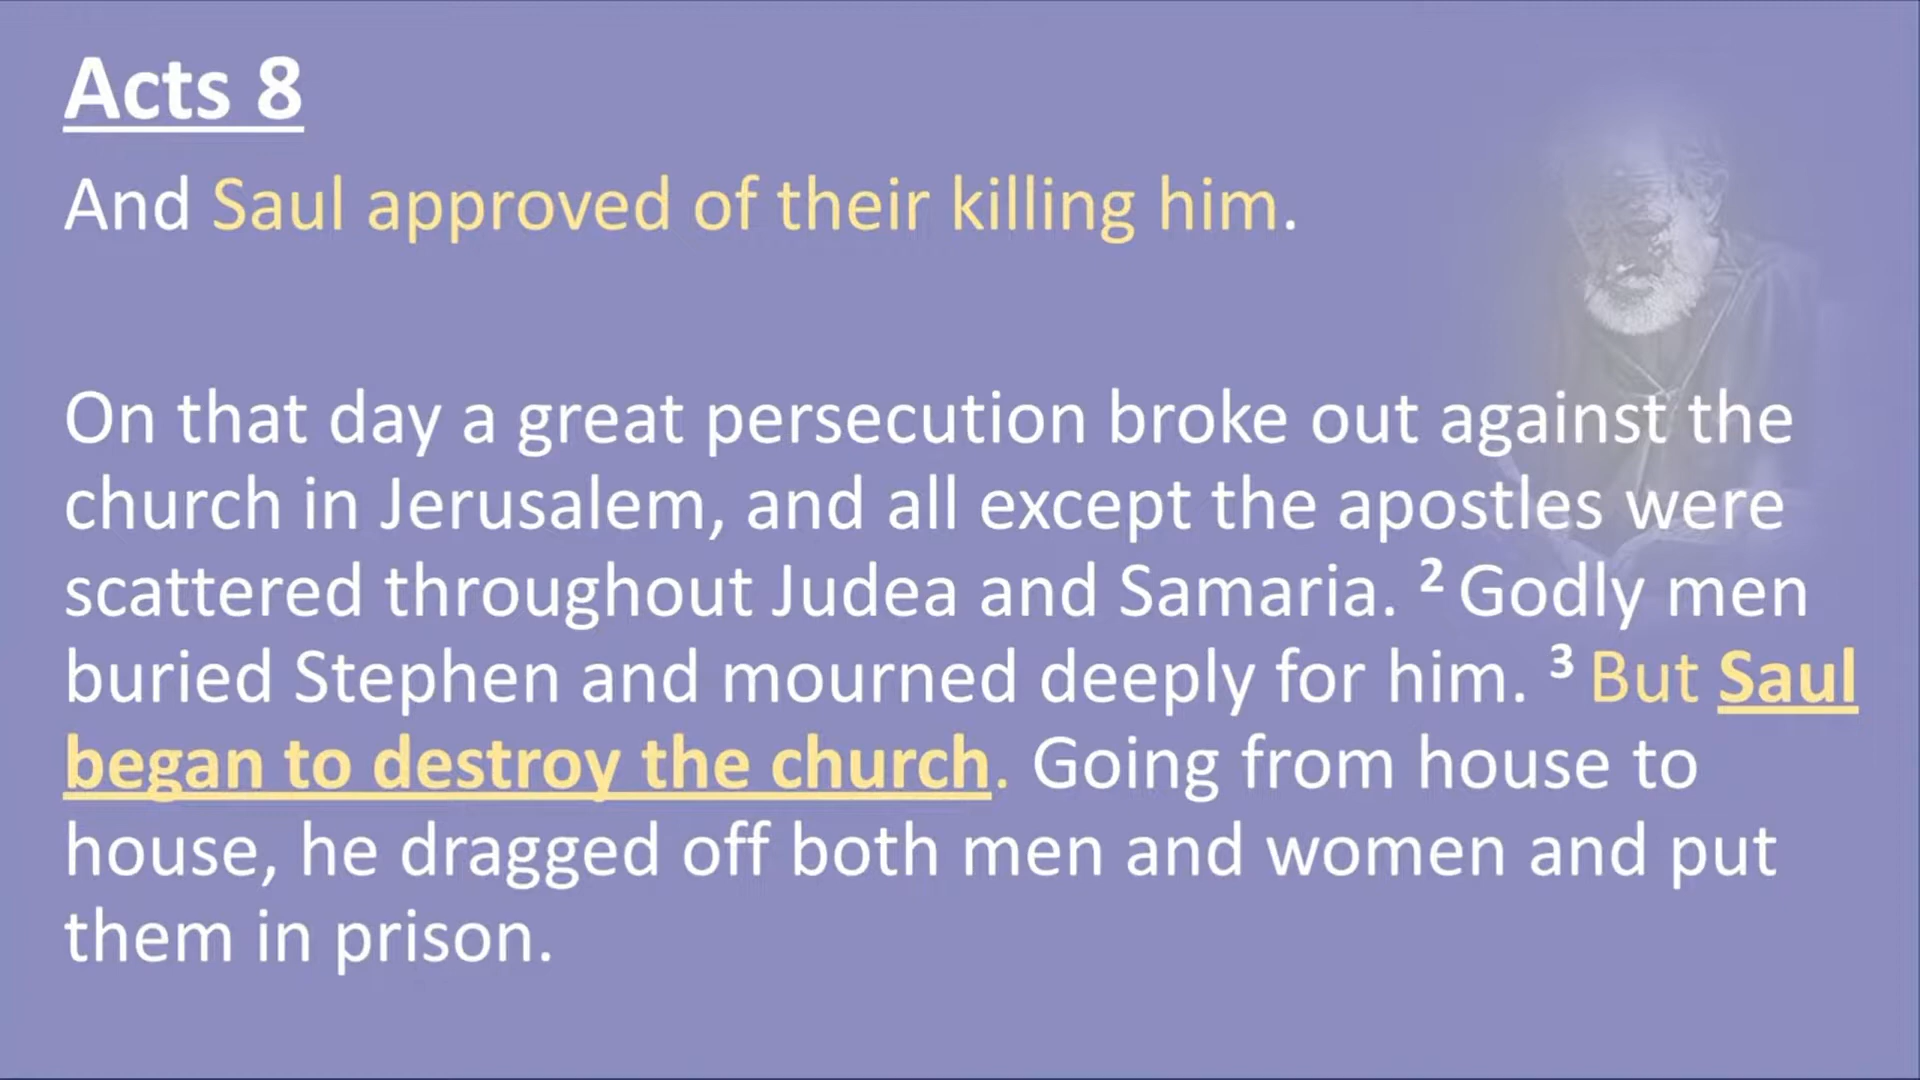 Acts 8
And Saul approved of their killing him.
On that day a great persecution broke out against the
church in Jerusalem, and all except the apostles were
scattered throughout Judea and Samaria. ² Godly men
buried Stephen and mourned deeply for him. ³ But Saul
began to destroy the church. Going from house to
house, he dragged off both men and women and put
them in prison.